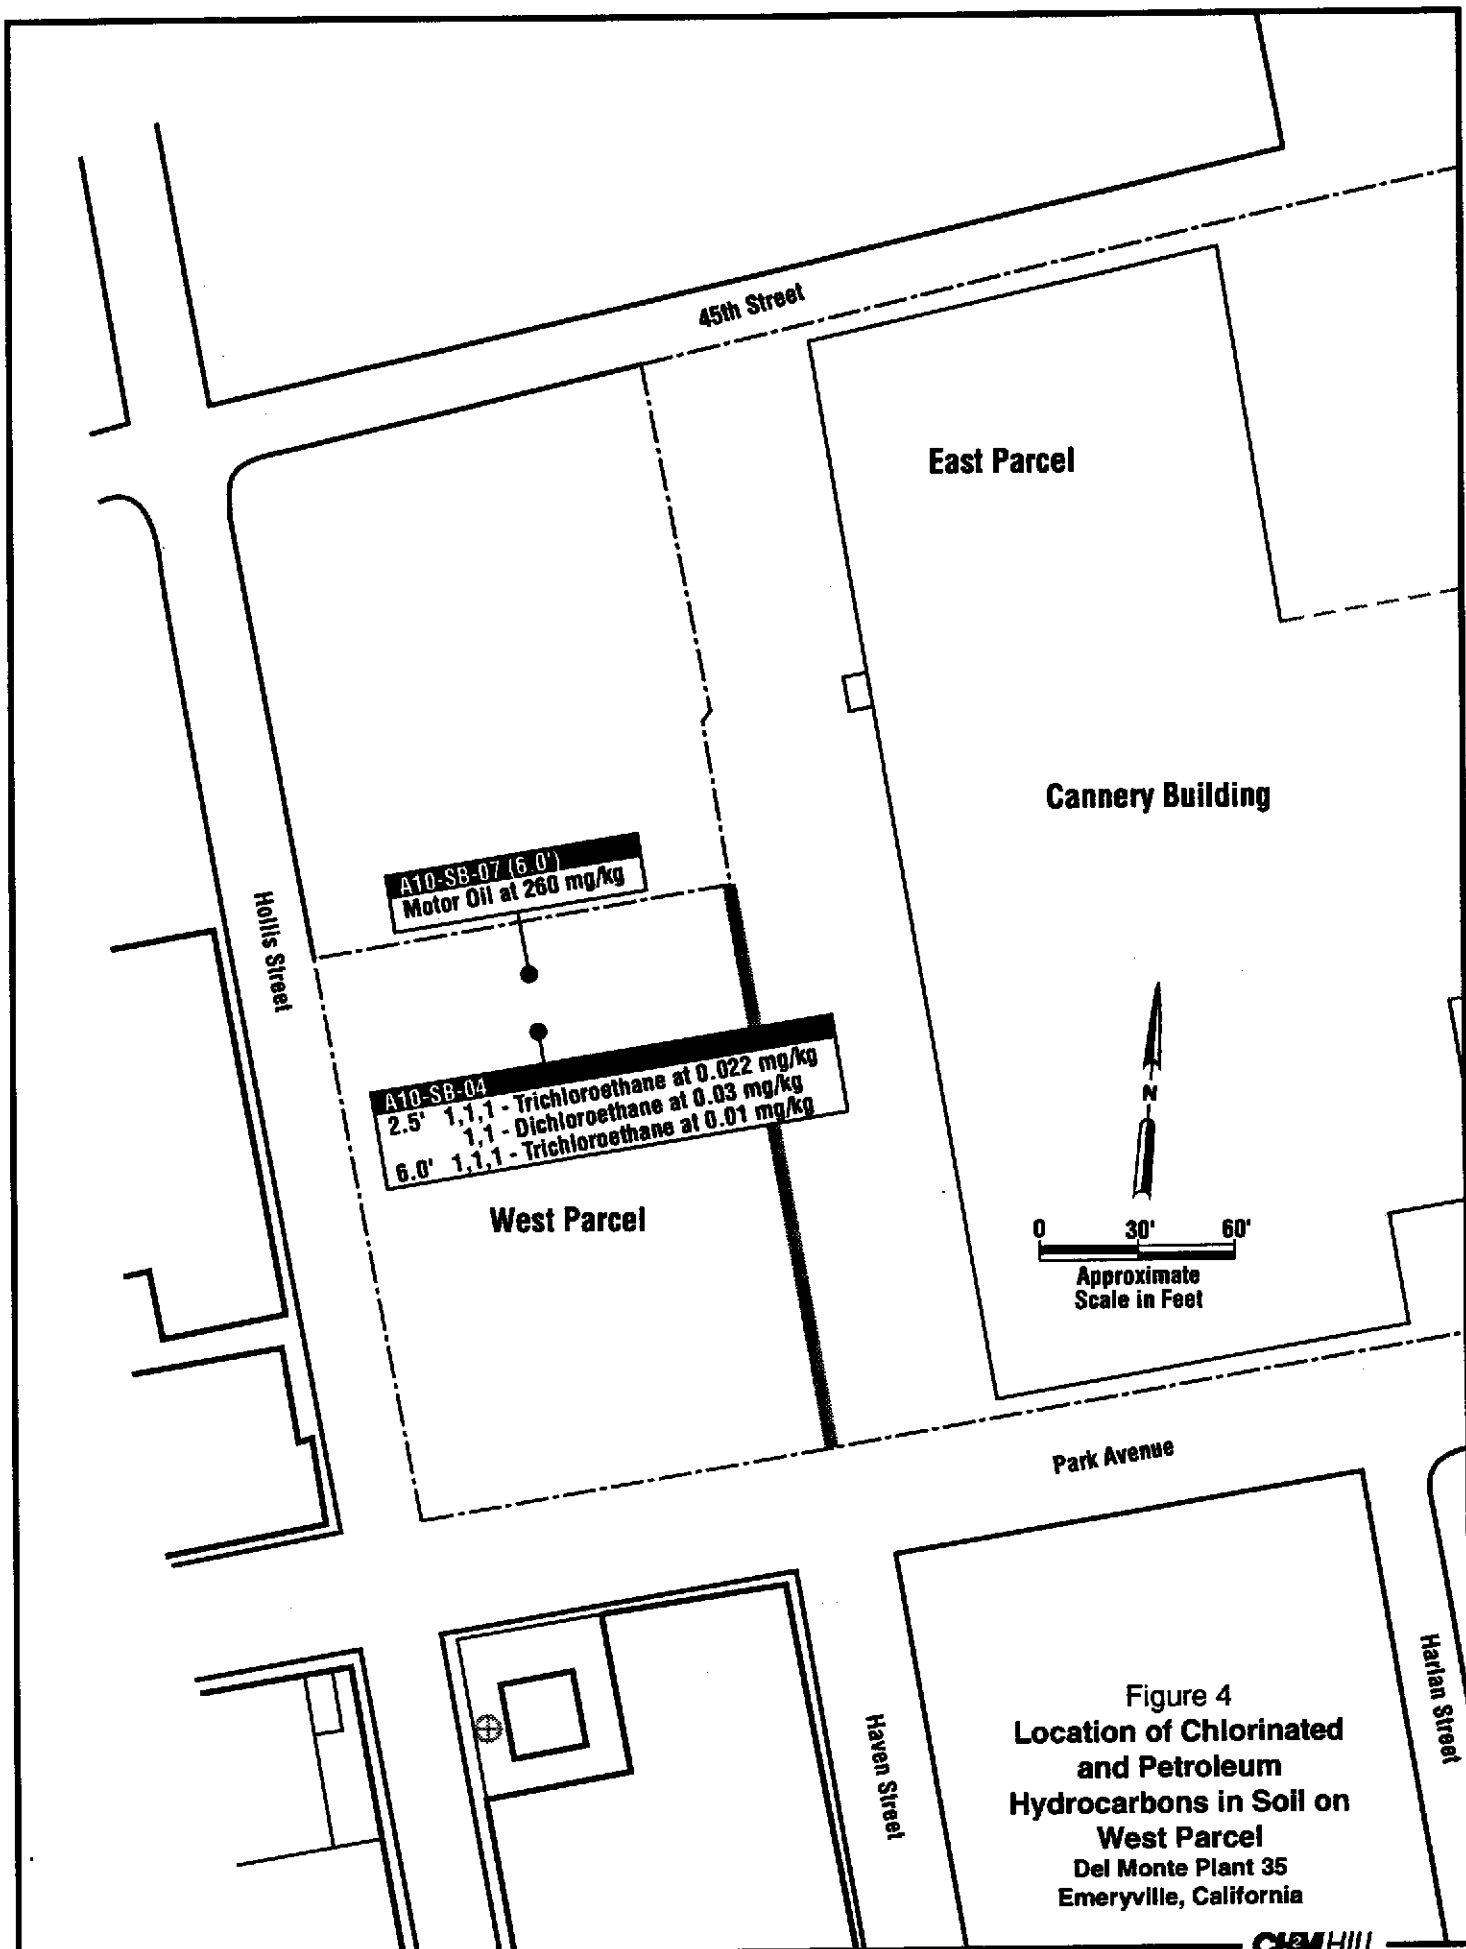 45th Street
East Parcel
Cannery Building
A10-SB-07 (6.0')
Motor Oil at 260 mg/kg
Hollis Street
A10-SB-04
2.5' 1,1,1 - Trichloroethane at 0.022 mg/kg
1,1 - Dichloroethane at 0.03 mg/kg
6.0' 1,1,1 - Trichloroethane at 0.01 mg/kg
West Parcel
N
0 30' 60'
Approximate
Scale in Feet
Park Avenue
Haven Street
Harlan Street
Figure 4
Location of Chlorinated
and Petroleum
Hydrocarbons in Soil on
West Parcel
Del Monte Plant 35
Emeryville, California
CH2M HILL